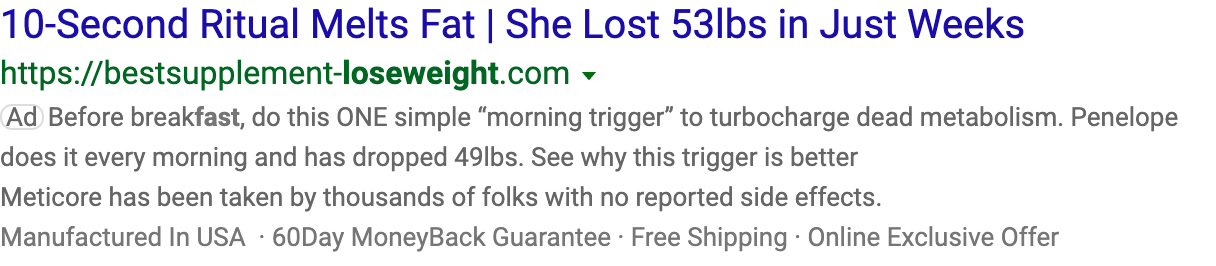 10-Second Ritual Melts Fat | She Lost 53lbs in Just Weeks
https://bestsupplement-loseweight.com
Ad Before breakfast, do this ONE simple “morning trigger” to turbocharge dead metabolism. Penelope
does it every morning and has dropped 49lbs. See why this trigger is better
Meticore has been taken by thousands of folks with no reported side effects.
Manufactured In USA · 60Day MoneyBack Guarantee · Free Shipping · Online Exclusive Offer